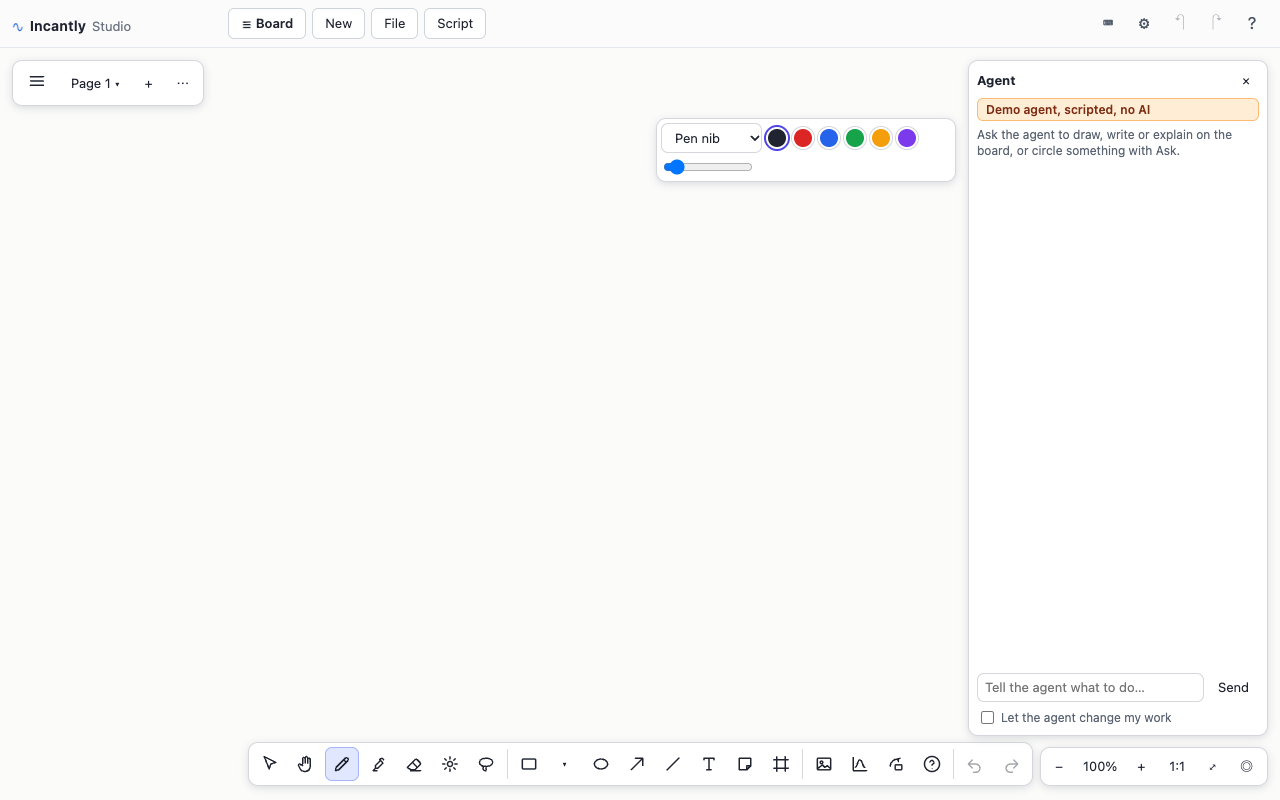 Incantly Studio
≡ Board
New
File
Script
?
Page 1 ▾
+
...
Pen nib
Agent
×
Demo agent, scripted, no AI
Ask the agent to draw, write or explain on the
board, or circle something with Ask.
Tell the agent what to do...
Send
Let the agent change my work
− 100% + 1:1